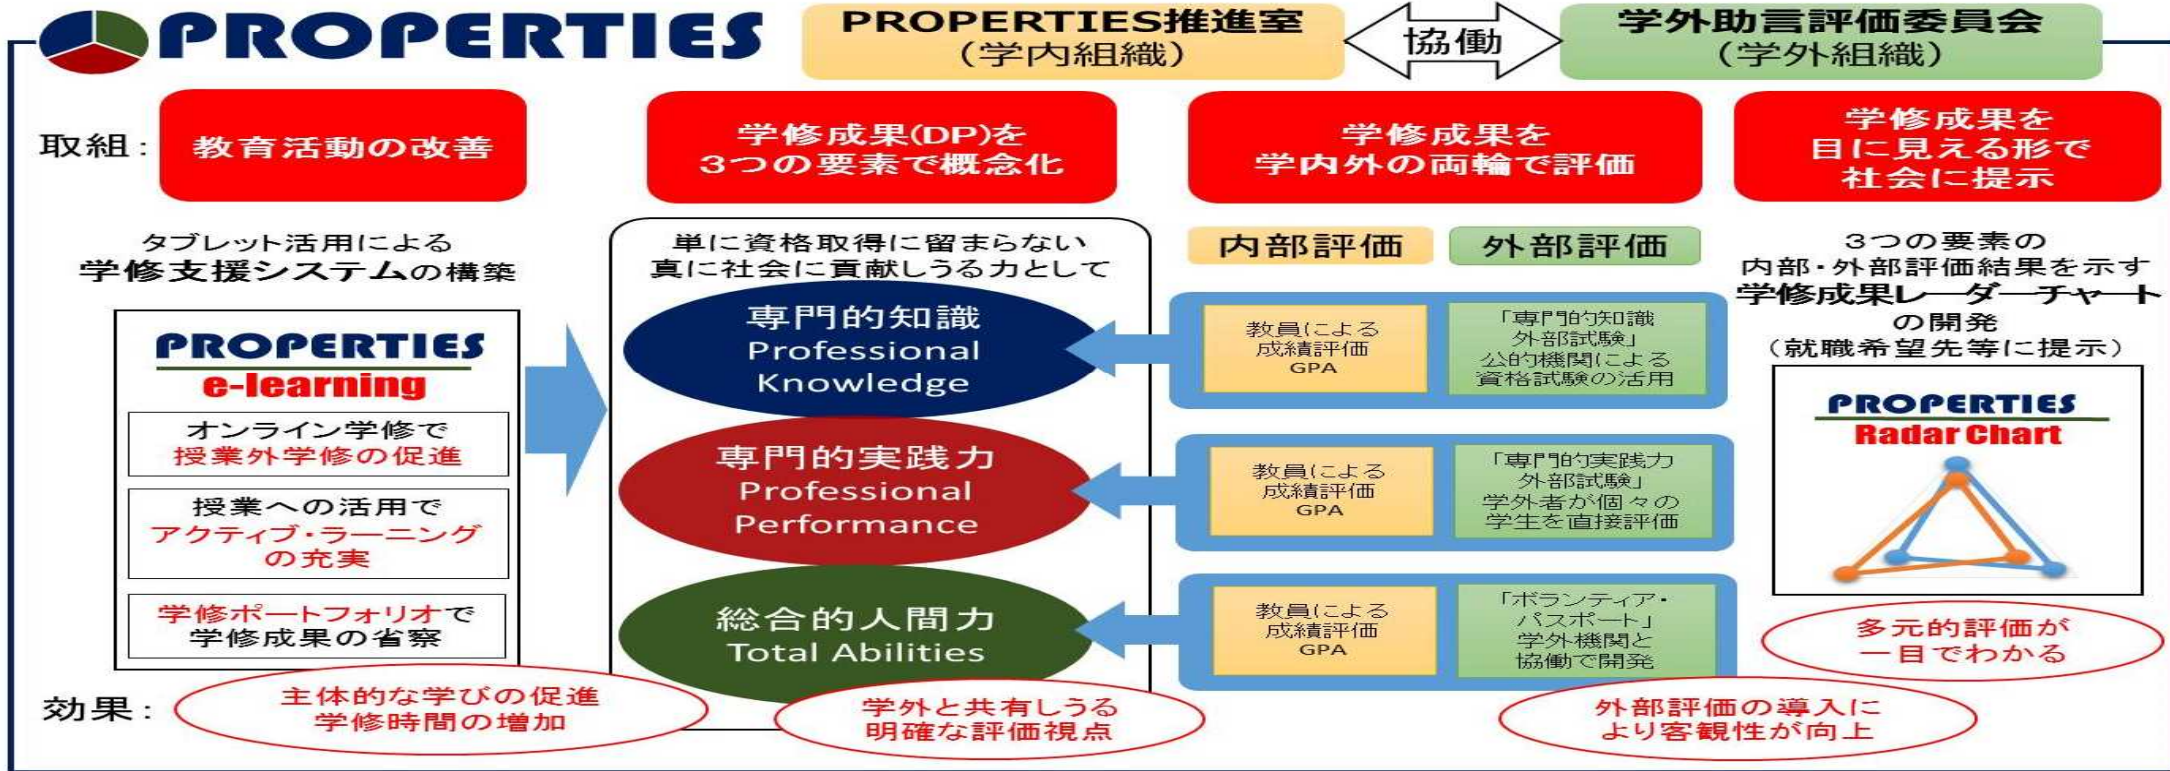 PROPERTIES
PROPERTIES推進室
(学内組織)
協働
学外助言評価委員会
(学外組織)
取組:
教育活動の改善
学修成果(DP)を
3つの要素で概念化
学修成果を
学内外の両輪で評価
学修成果を
目に見える形で
社会に提示
タブレット活用による
学修支援システムの構築
PROPERTIES
e-learning
オンライン学修で
授業外学修の促進
授業への活用で
アクティブ・ラーニング
の充実
学修ポートフォリオで
学修成果の省察
単に資格取得に留まらない
真に社会に貢献しうる力として
専門的知識
Professional
Knowledge
専門的実践力
Professional
Performance
総合的人間力
Total Abilities
内部評価
外部評価
教員による
成績評価
GPA
「専門的知識
外部試験」
公的機関による
資格試験の活用
教員による
成績評価
GPA
「専門的実践力
外部試験」
学外者が個々の
学生を直接評価
教員による
成績評価
GPA
「ボランティア・
パスポート」
学外機関と
協働で開発
3つの要素の
内部・外部評価結果を示す
学修成果レーダーチャート
の開発
(就職希望先等に提示)
PROPERTIES
Radar Chart
効果:
主体的な学びの促進
学修時間の増加
学外と共有しうる
明確な評価視点
外部評価の導入に
より客観性が向上
多元的評価が
一目でわかる